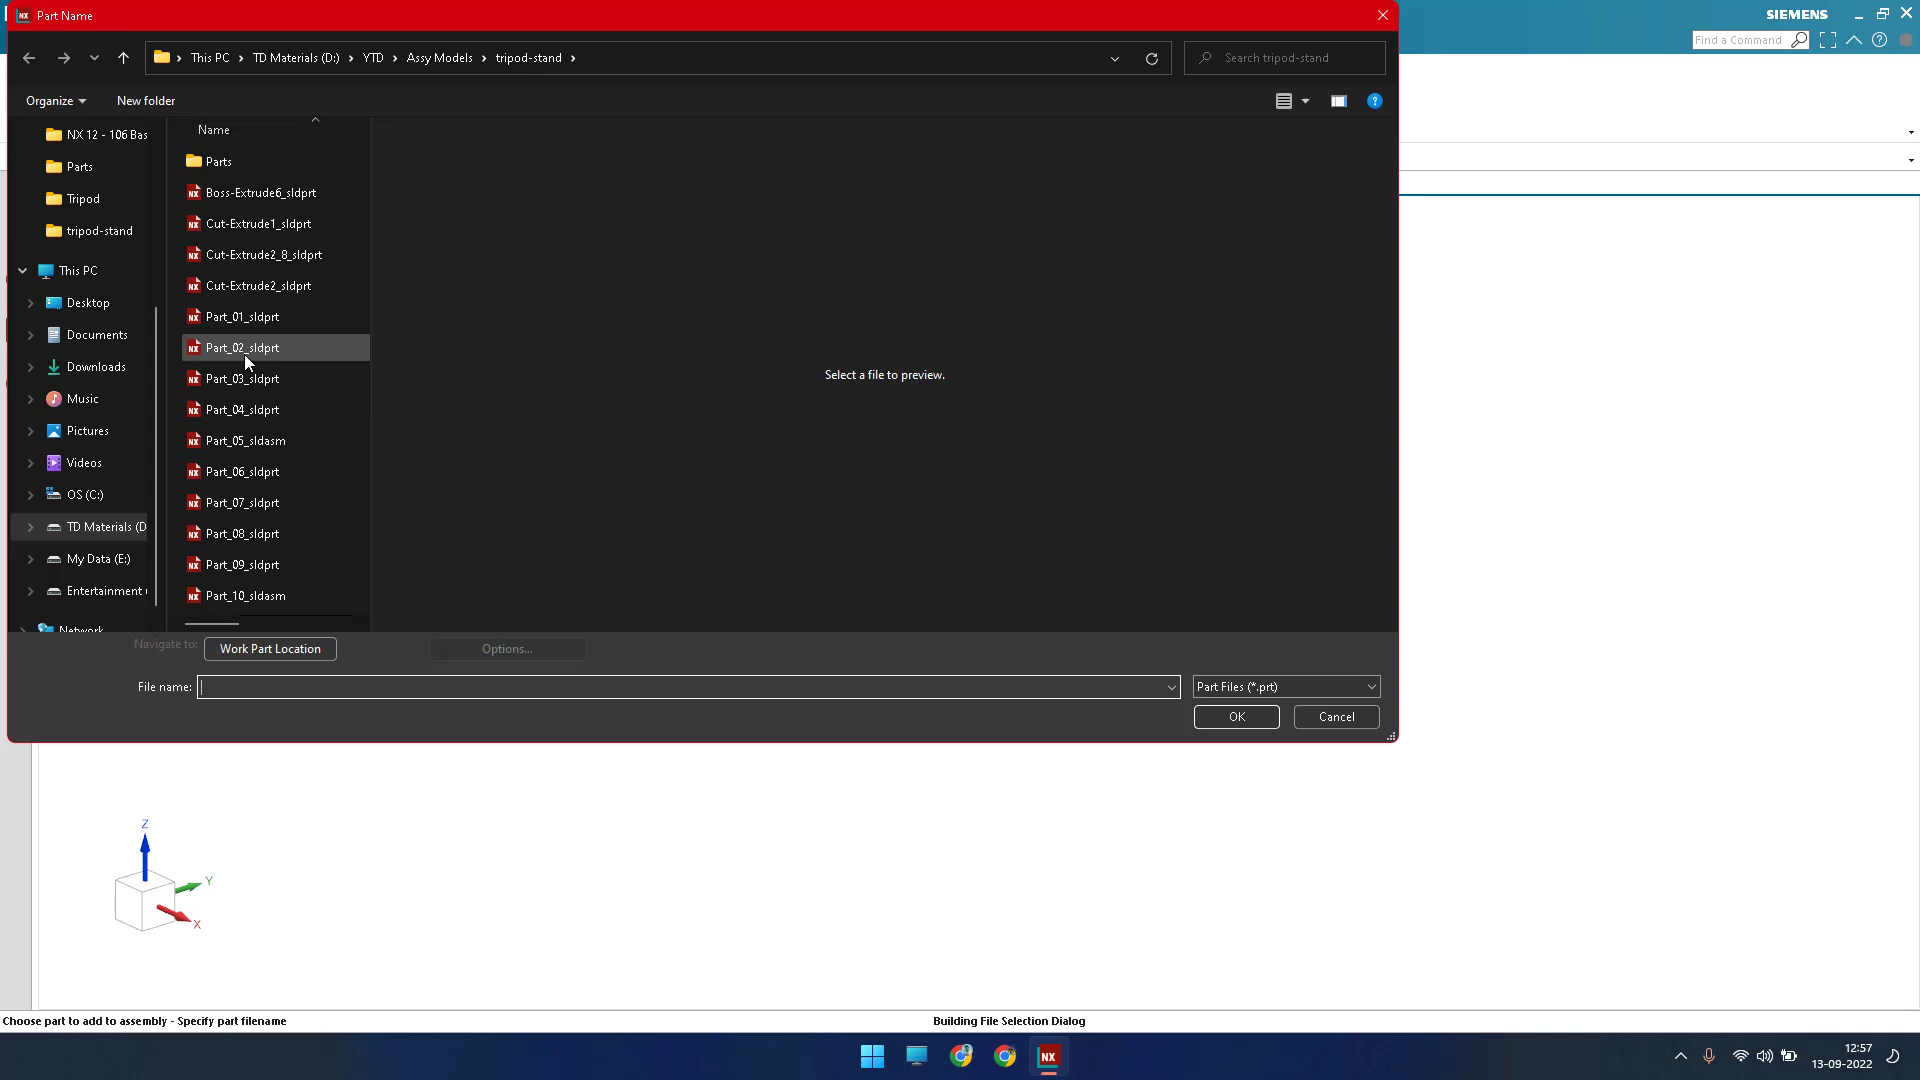 Part Name
SIEMENS
Find a Command
This PC
TD Materials (D:)
YTD
Assy Models
tripod-stand
Search tripod-stand
Organize
New folder
Name
NX 12 - 106 Bas
Parts
Tripod
tripod-stand
This PC
Desktop
Documents
Downloads
Music
Pictures
Videos
OS (C:)
TD Materials (D
My Data (E:)
Entertainment (
Network
Parts
Boss-Extrude6_sldprt
Cut-Extrude1_sldprt
Cut-Extrude2_8_sldprt
Cut-Extrude2_sldprt
Part_01_sldprt
Part_02_sldprt
Part_03_sldprt
Part_04_sldprt
Part_05_sldasm
Part_06_sldprt
Part_07_sldprt
Part_08_sldprt
Part_09_sldprt
Part_10_sldasm
Select a file to preview.
Navigate to:
Work Part Location
Options...
File name:
Part Files (*.prt)
OK
Cancel
Z
Y
X
Choose part to add to assembly - Specify part filename
Building File Selection Dialog
NX
12:57
13-09-2022